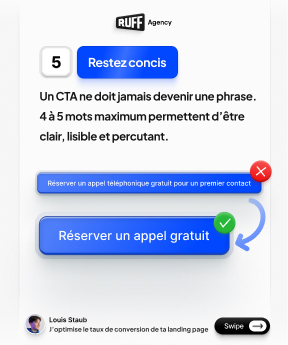 RUFF Agency
5 Restez concis
Un CTA ne doit jamais devenir une phrase.
4 à 5 mots maximum permettent d’être
clair, lisible et percutant.
Réserver un appel téléphonique gratuit pour un premier contact
Réserver un appel gratuit
Louis Staub
J’optimise le taux de conversion de ta landing page
Swipe